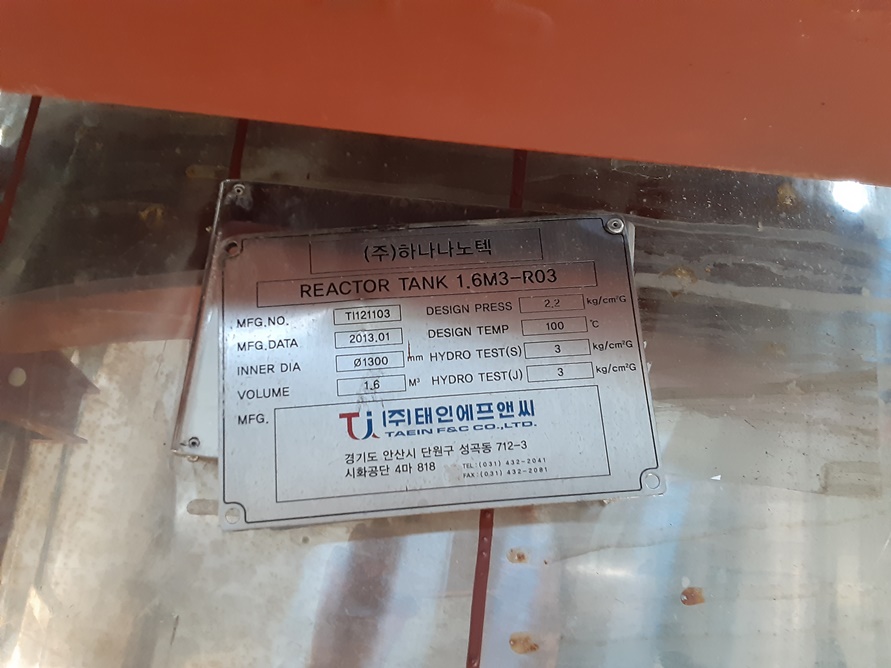 (주)하나나노텍
REACTOR TANK 1.6M3-R03
MFG.NO. TI121103 DESIGN PRESS 2.2 kg/cm²G
MFG.DATA 2013.01 DESIGN TEMP 100 ℃
INNER DIA Ø1300 mm HYDRO TEST(S) 3 kg/cm²G
VOLUME 1.6 M³ HYDRO TEST(J) 3 kg/cm²G
MFG. (주)태인에프앤씨
TAEIN F&C CO.,LTD.
경기도 안산시 단원구 성곡동 712-3
시화공단 4마 818 TEL:(031) 432-2041
FAX:(031) 432-2081